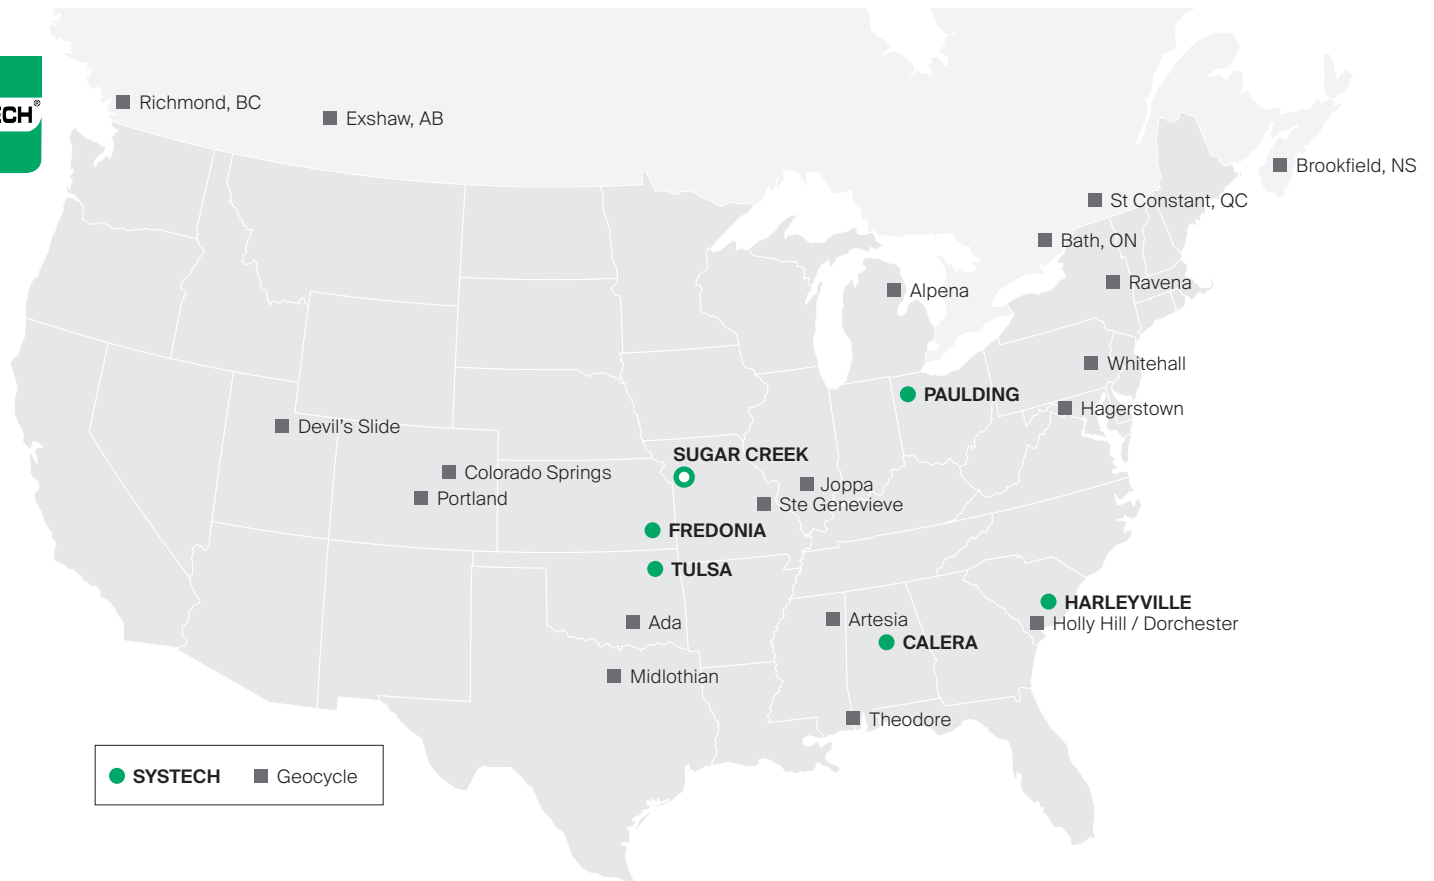 ECH®
Richmond, BC
Exshaw, AB
Brookfield, NS
St Constant, QC
Bath, ON
Ravena
Alpena
Whitehall
PAULDING
Hagerstown
Devil's Slide
SUGAR CREEK
Colorado Springs
Joppa
Portland
Ste Genevieve
FREDONIA
TULSA
HARLEYVILLE
Ada
Artesia
Holly Hill / Dorchester
CALERA
Midlothian
Theodore
SYSTECH Geocycle